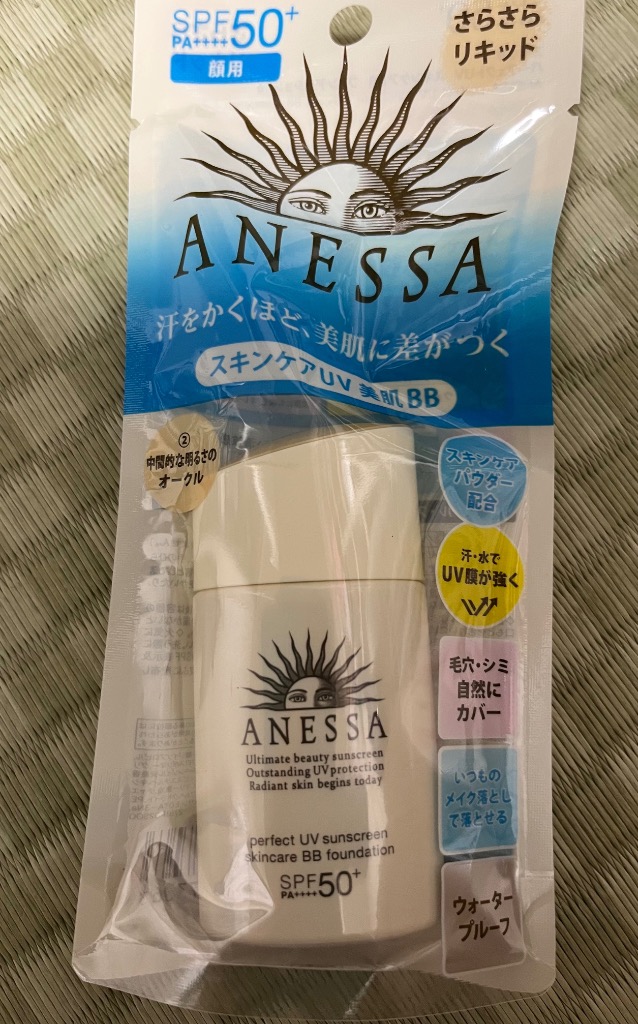 SPF50+
PA++++
顔用
さらさら
リキッド
ANESSA
汗をかくほど、美肌に差がつく
スキンケアUV 美肌BB
②
中間的な明るさの
オークル
スキンケア
パウダー
配合
汗・水で
UV膜が強く
毛穴・シミ
自然に
カバー
いつもの
メイク落とし
で落とせる
ウォーター
プルーフ
ANESSA
Ultimate beauty sunscreen
Outstanding UV protection
Radiant skin begins today
perfect UV sunscreen
skincare BB foundation
SPF50+
PA++++